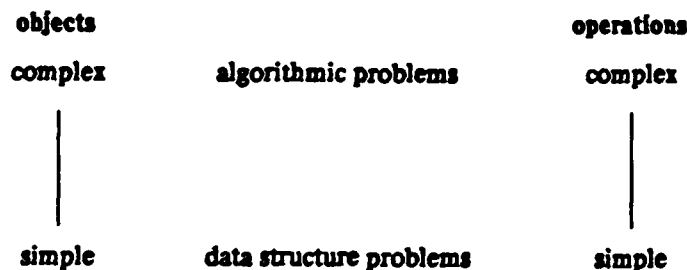 objects operations
complex algorithmic problems complex
simple data structure problems simple